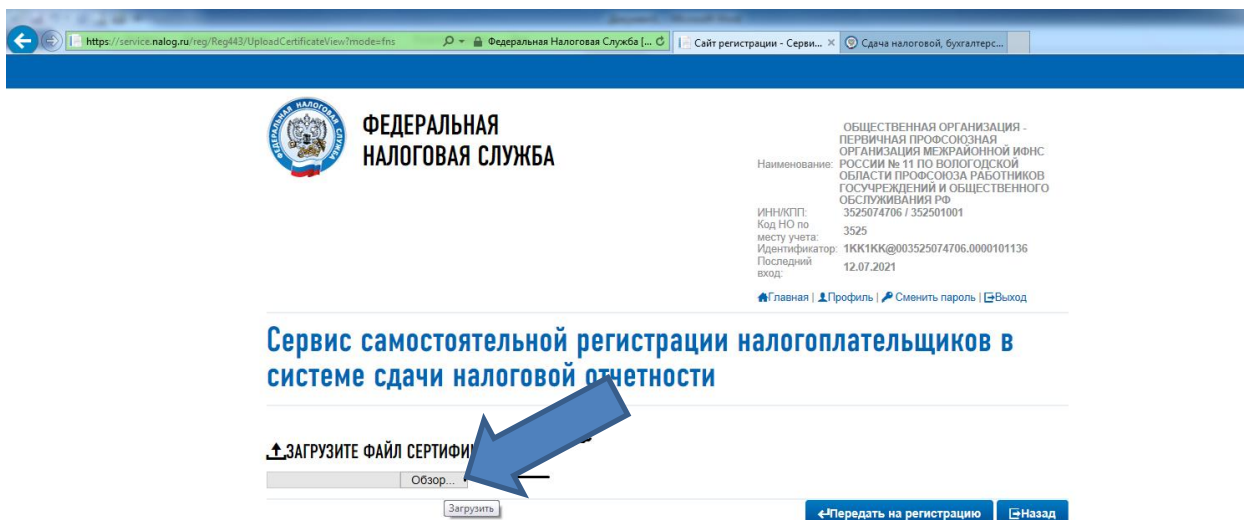 https://service.nalog.ru/reg/Reg443/UploadCertificateView?mode=fns
Федеральная Налоговая Служба [...
Сайт регистрации - Серви...
Сдача налоговой, бухгалтерс...
ФЕДЕРАЛЬНАЯ
НАЛОГОВАЯ СЛУЖБА
ОБЩЕСТВЕННАЯ ОРГАНИЗАЦИЯ -
ПЕРВИЧНАЯ ПРОФСОЮЗНАЯ
ОРГАНИЗАЦИЯ МЕЖРАЙОННОЙ ИФНС
Наименование: РОССИИ № 11 ПО ВОЛОГОДСКОЙ
ОБЛАСТИ ПРОФСОЮЗА РАБОТНИКОВ
ГОСУЧРЕЖДЕНИЙ И ОБЩЕСТВЕННОГО
ОБСЛУЖИВАНИЯ РФ
ИНН/КПП: 3525074706 / 352501001
Код НО по
месту учета: 3525
Идентификатор: 1KK1KK@003525074706.0000101136
Последний
вход: 12.07.2021
Главная | Профиль | Сменить пароль | Выход
Сервис самостоятельной регистрации налогоплательщиков в
системе сдачи налоговой отчетности
ЗАГРУЗИТЕ ФАЙЛ
Обзор...
Загрузить
Передать на регистрацию
Назад